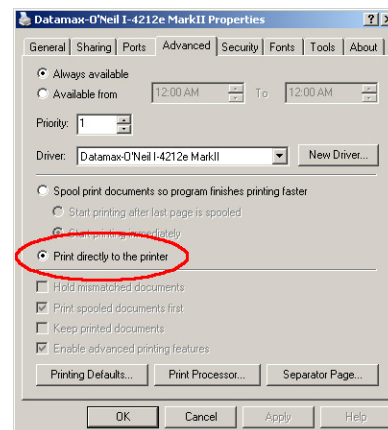 Datamax-O'Neil I-4212e MarkII Properties
General Sharing Ports Advanced Security Fonts Tools About
Always available
Available from 12:00 AM To 12:00 AM
Priority: 1
Driver: Datamax-O'Neil I-4212e MarkII New Driver...
Spool print documents so program finishes printing faster
Start printing after last page is spooled
Start printing immediately
Print directly to the printer
Hold mismatched documents
Print spooled documents first
Keep printed documents
Enable advanced printing features
Printing Defaults... Print Processor... Separator Page...
OK Cancel Apply Help